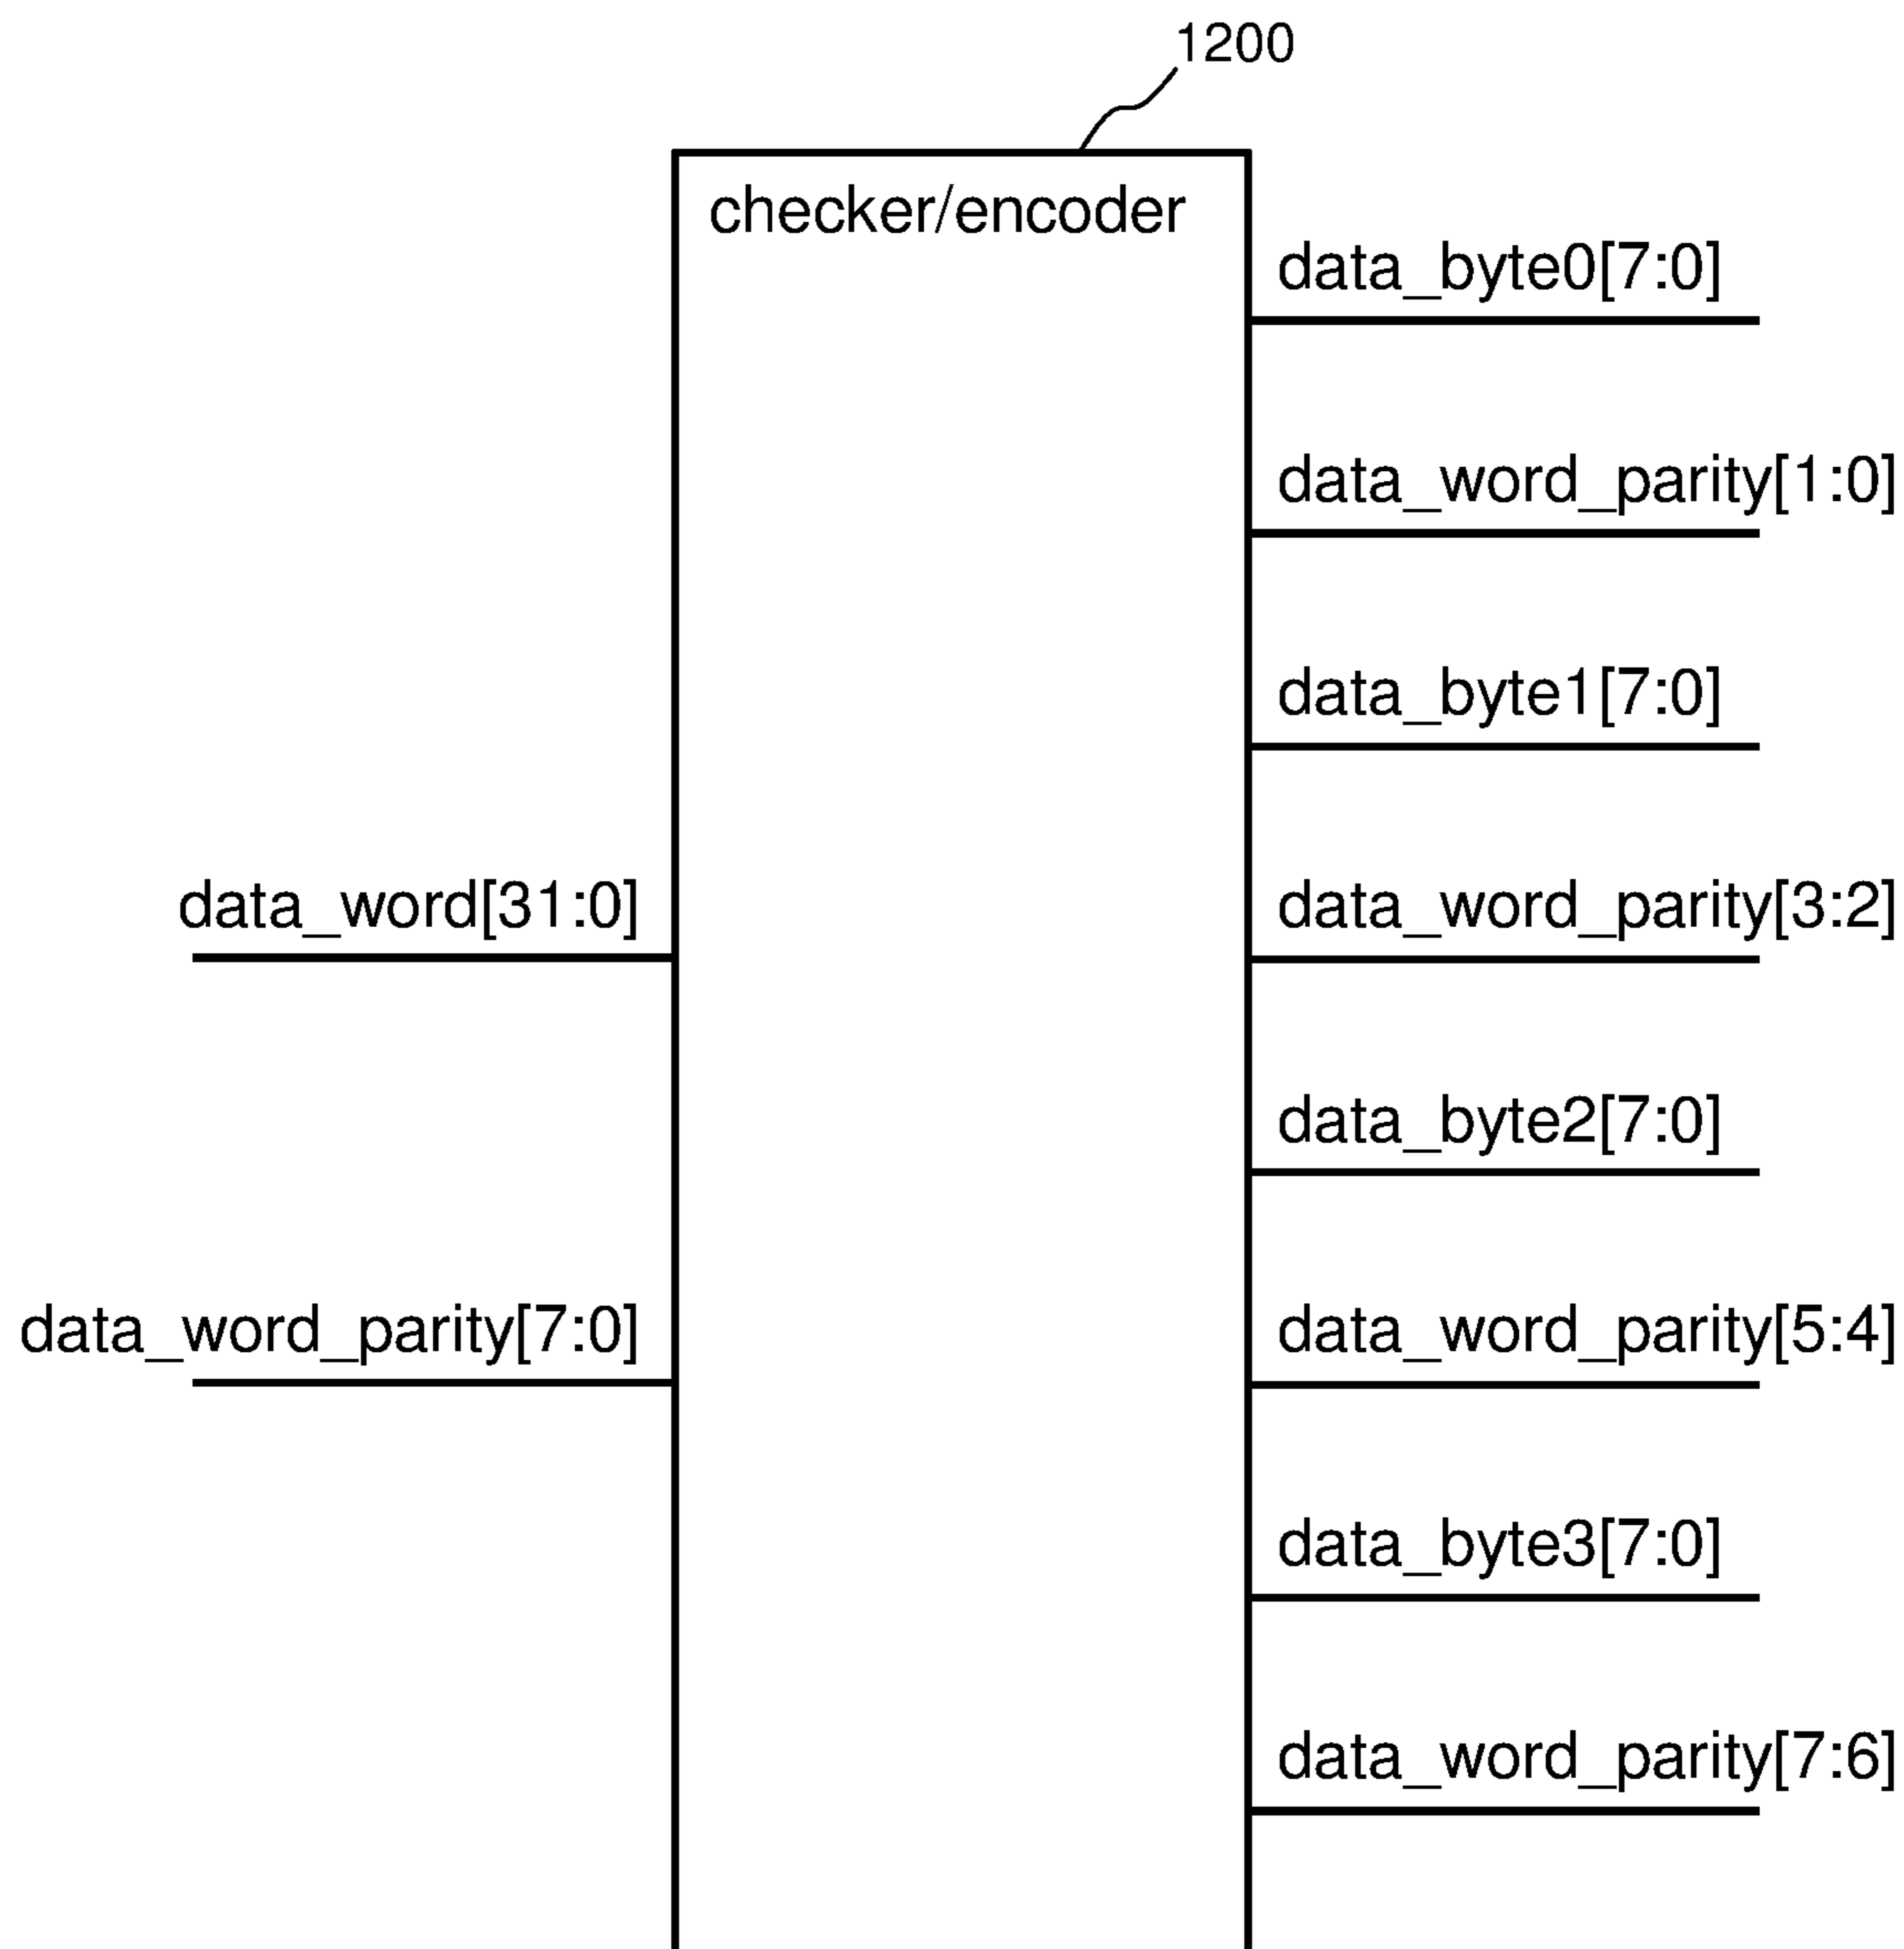 1200
checker/encoder
data_byte0[7:0]
data_word_parity[1:0]
data_byte1[7:0]
data_word[31:0]
data_word_parity[3:2]
data_byte2[7:0]
data_word_parity[7:0]
data_word_parity[5:4]
data_byte3[7:0]
data_word_parity[7:6]